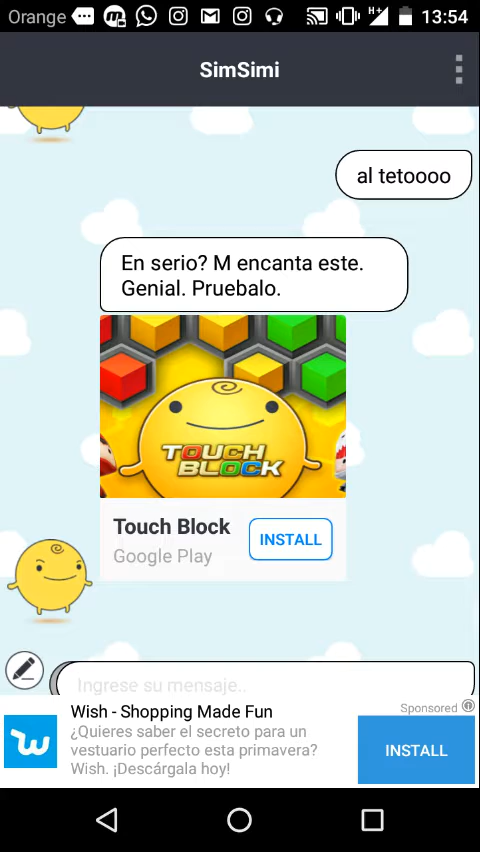 Orange
H+
13:54
SimSimi
al tetoooo
En serio? M encanta este.
Genial. Pruebalo.
TOUCH
BLOCK
Touch Block
INSTALL
Google Play
Ingrese su mensaje..
Wish - Shopping Made Fun
Sponsored
¿Quieres saber el secreto para un
vestuario perfecto esta primavera?
Wish. ¡Descárgala hoy!
INSTALL